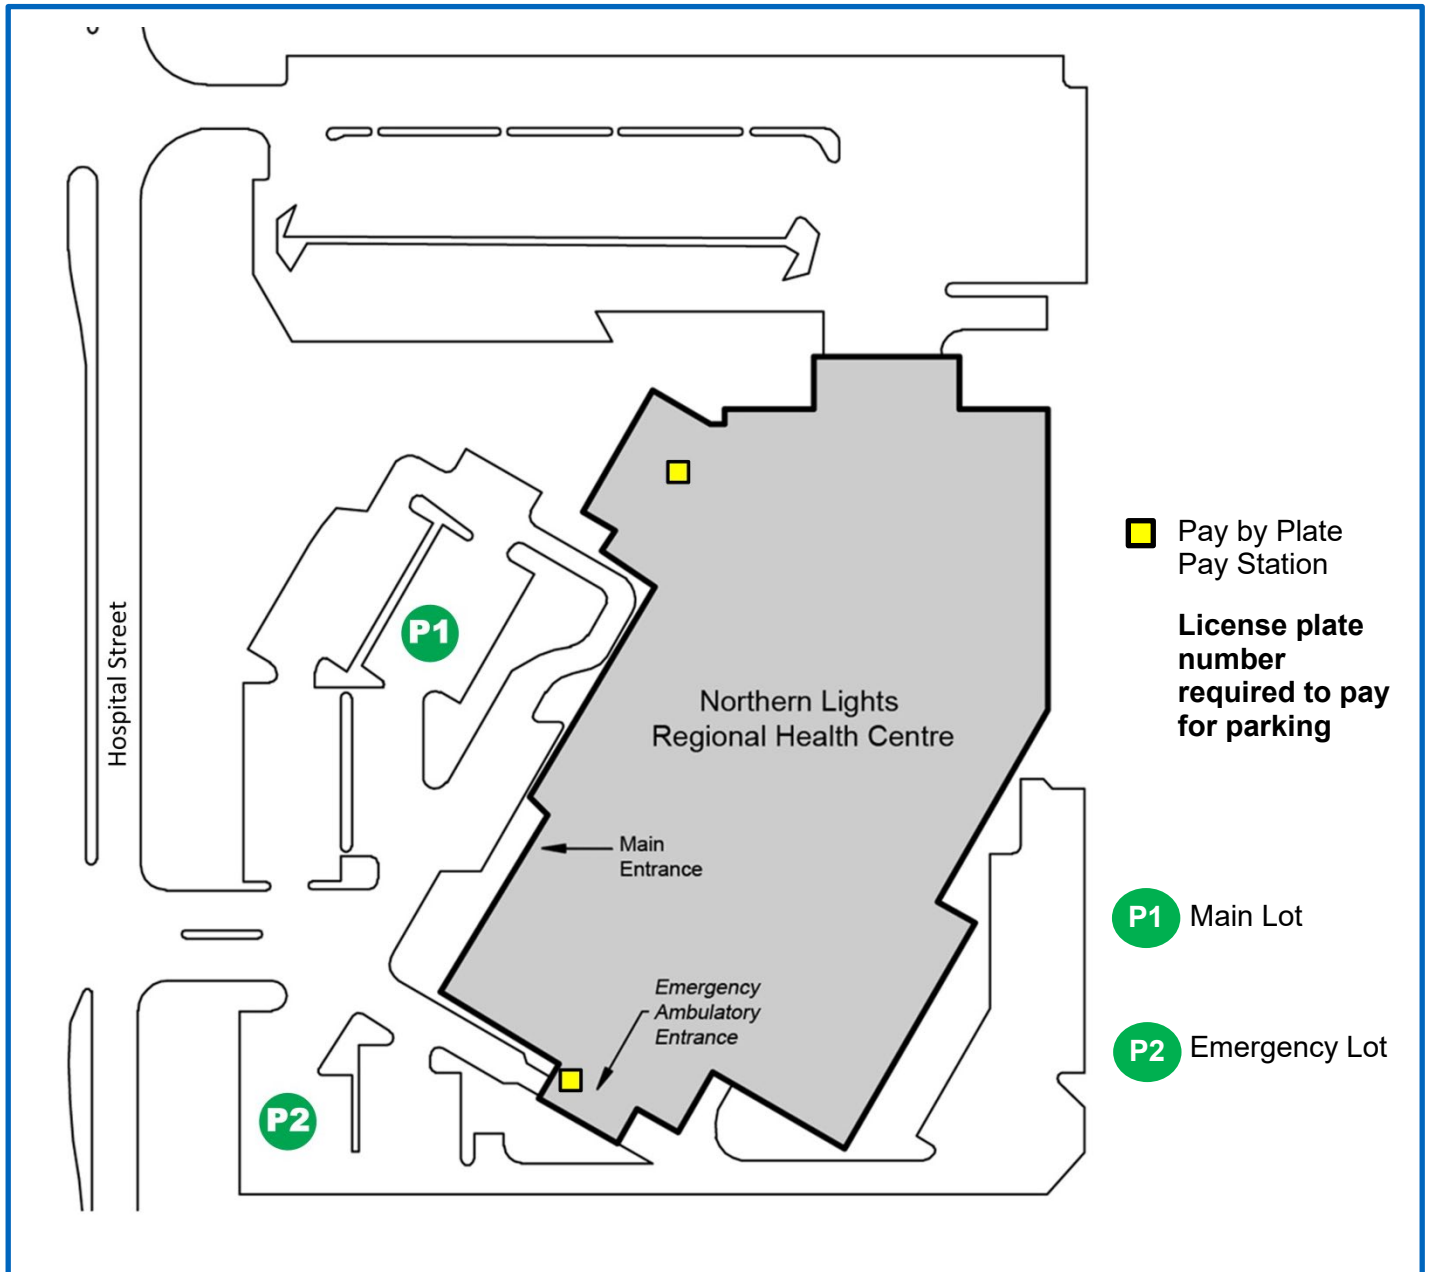 Hospital Street
P1
Northern Lights
Regional Health Centre
Main
Entrance
Emergency
Ambulatory
Entrance
P2
Pay by Plate
Pay Station
License plate
number
required to pay
for parking
P1 Main Lot
P2 Emergency Lot